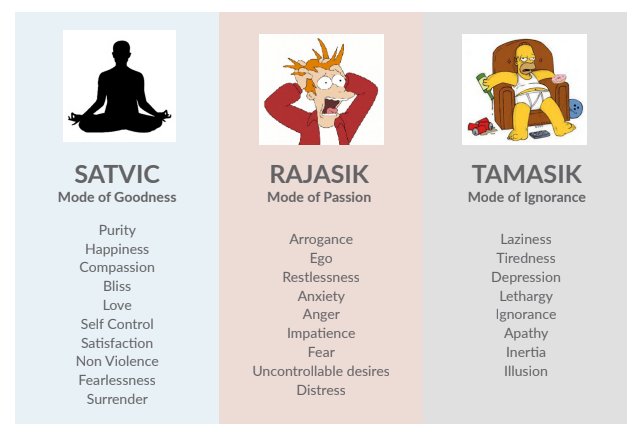 SATVIC
Mode of Goodness
Purity
Happiness
Compassion
Bliss
Love
Self Control
Satisfaction
Non Violence
Fearlessness
Surrender
RAJASIK
Mode of Passion
Arrogance
Ego
Restlessness
Anxiety
Anger
Impatience
Fear
Uncontrollable desires
Distress
TAMASIK
Mode of Ignorance
Laziness
Tiredness
Depression
Lethargy
Ignorance
Apathy
Inertia
Illusion